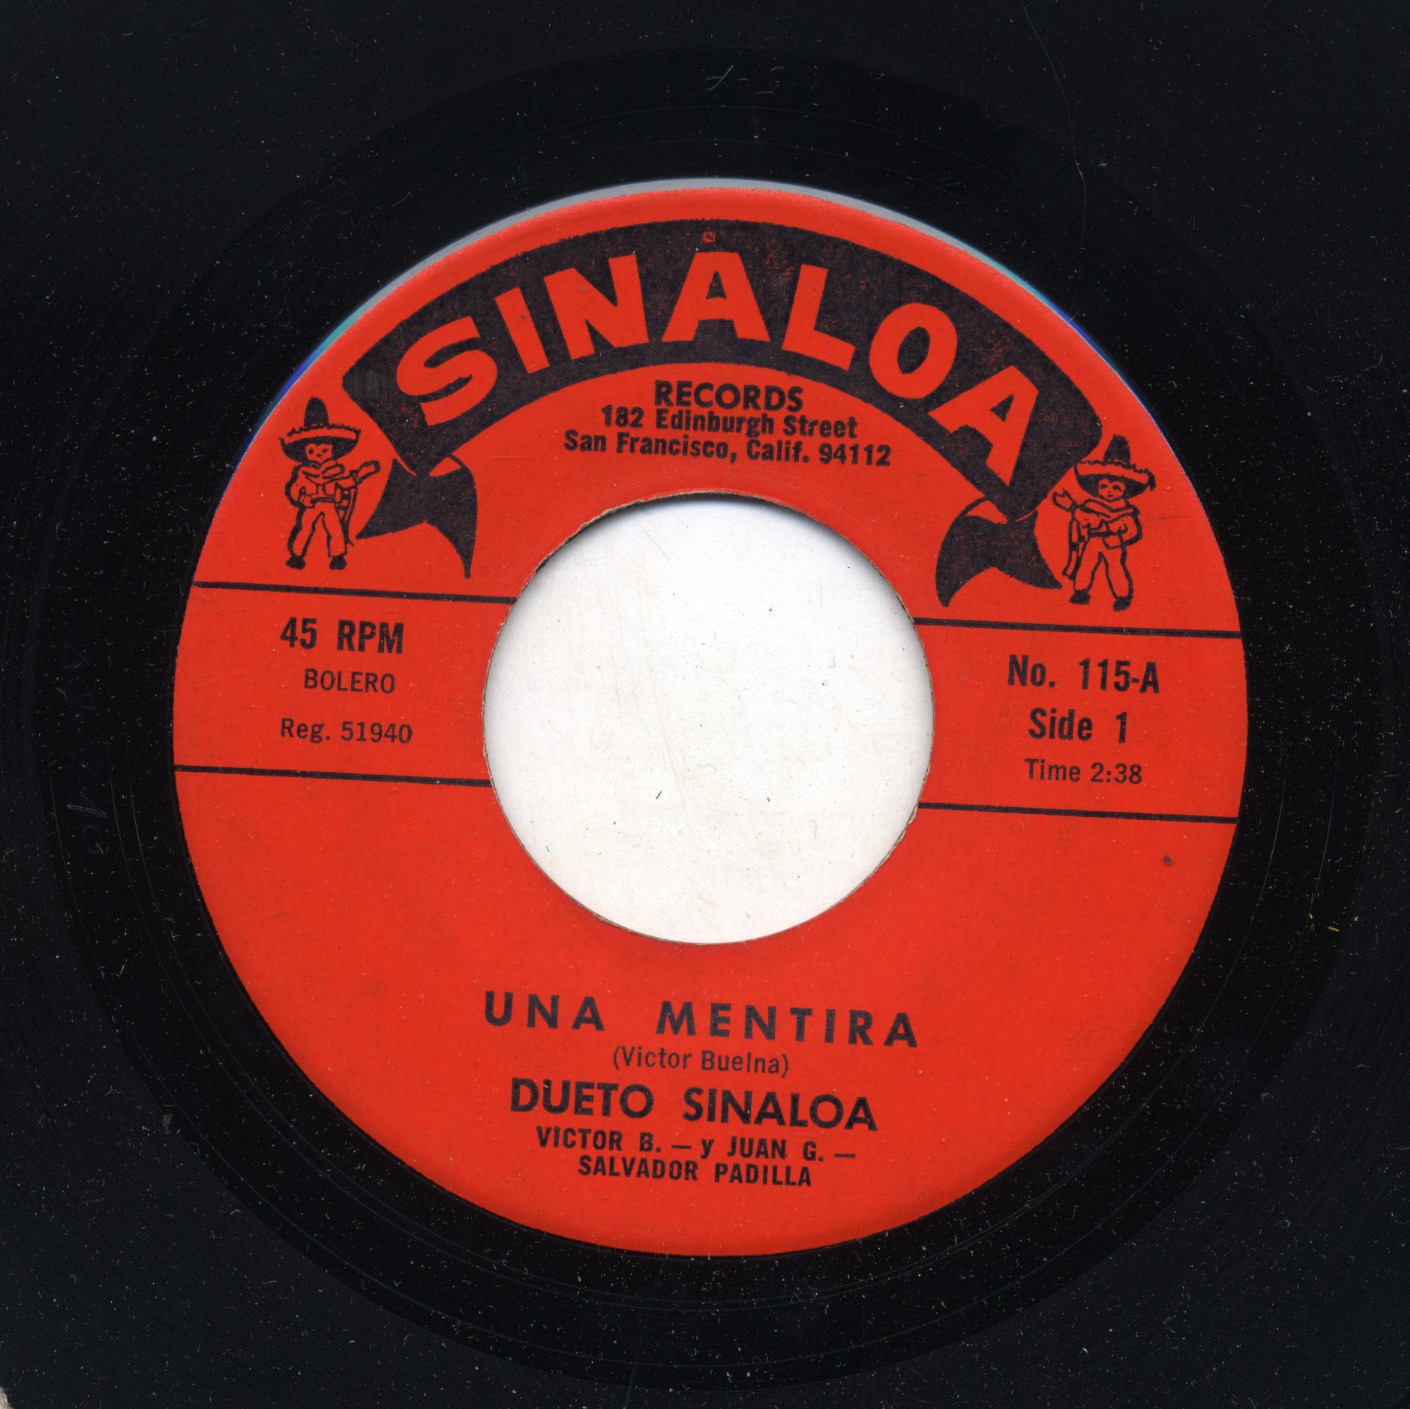 SINALOA
RECORDS
182 Edinburgh Street
San Francisco, Calif. 94112
45 RPM
BOLERO
Reg. 51940
No. 115-A
Side 1
Time 2:38
UNA MENTIRA
(Victor Buelna)
DUETO SINALOA
VICTOR B. — y JUAN G. —
SALVADOR PADILLA